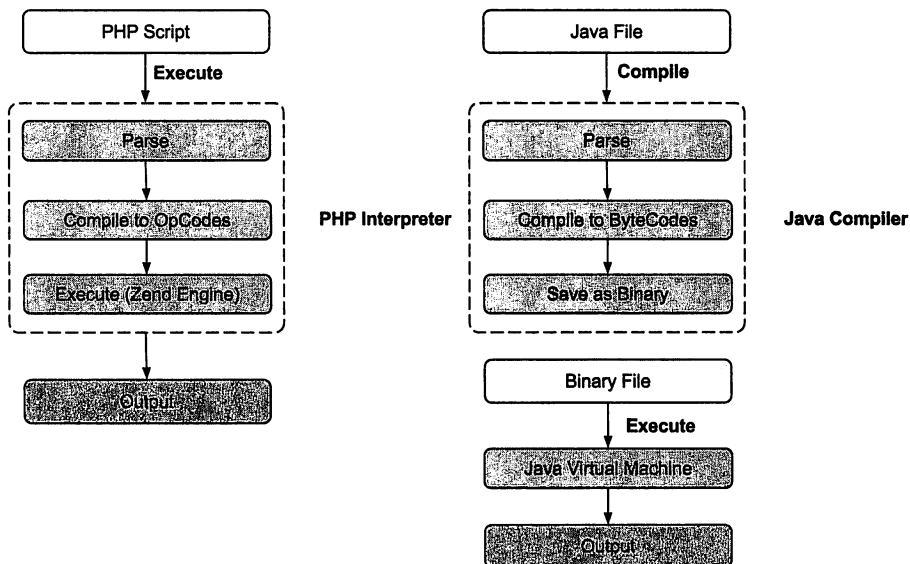 PHP Script
Execute
Parse
Compile to OpCodes
Execute (Zend Engine)
PHP Interpreter
Output
Java File
Compile
Parse
Compile to ByteCodes
Save as Binary
Java Compiler
Binary File
Execute
Java Virtual Machine
Output